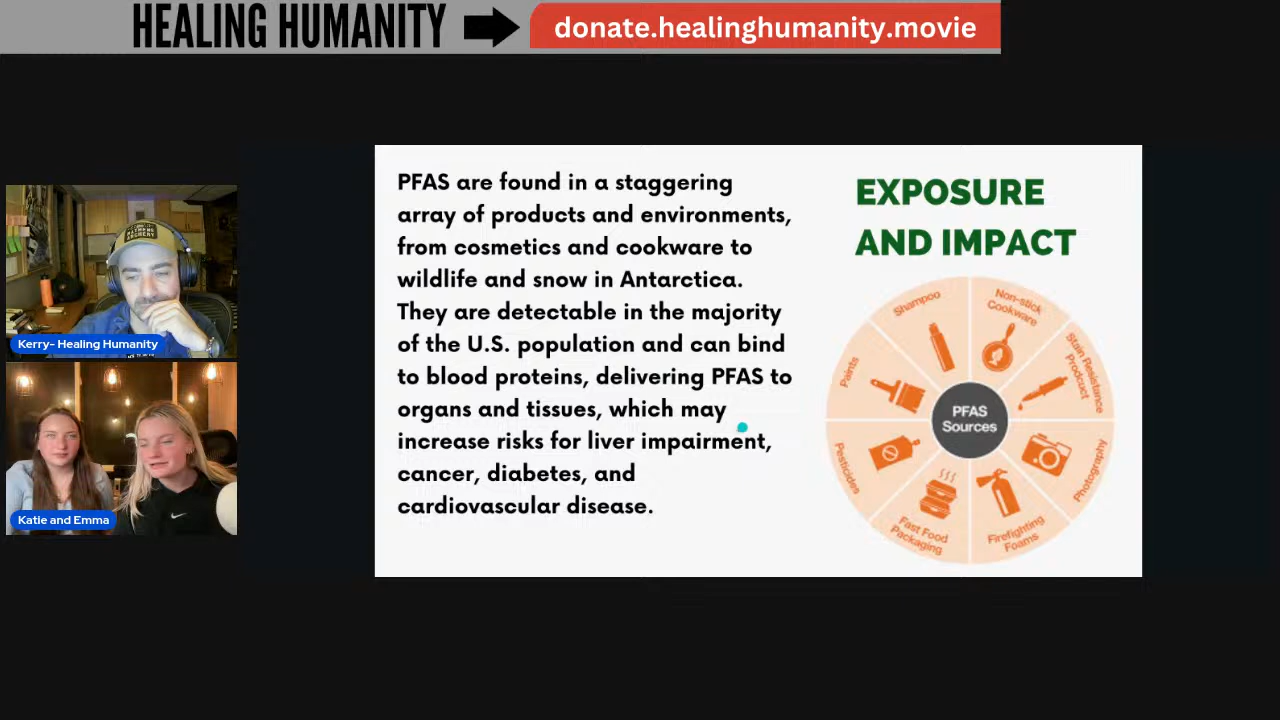 HEALING HUMANITY
donate.healinghumanity.movie
Kerry- Healing Humanity
Katie and Emma
PFAS are found in a staggering
array of products and environments,
from cosmetics and cookware to
wildlife and snow in Antarctica.
They are detectable in the majority
of the U.S. population and can bind
to blood proteins, delivering PFAS to
organs and tissues, which may
increase risks for liver impairment,
cancer, diabetes, and
cardiovascular disease.
EXPOSURE
AND IMPACT
Shampoo
Non-stick
Cookware
Stain Resistance
Prodcuct
Photography
Firefighting
Foams
Fast Food
Packaging
Pesticides
Paints
PFAS
Sources